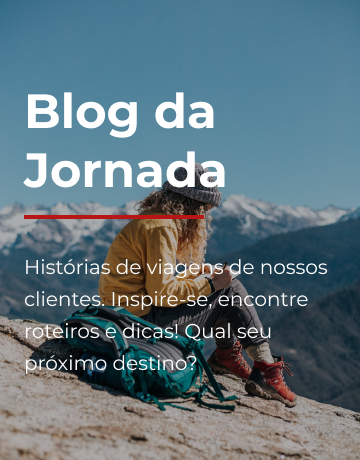 Blog da
Jornada
Histórias de viagens de nossos
clientes. Inspire-se, encontre
roteiros e dicas! Qual seu
próximo destino?